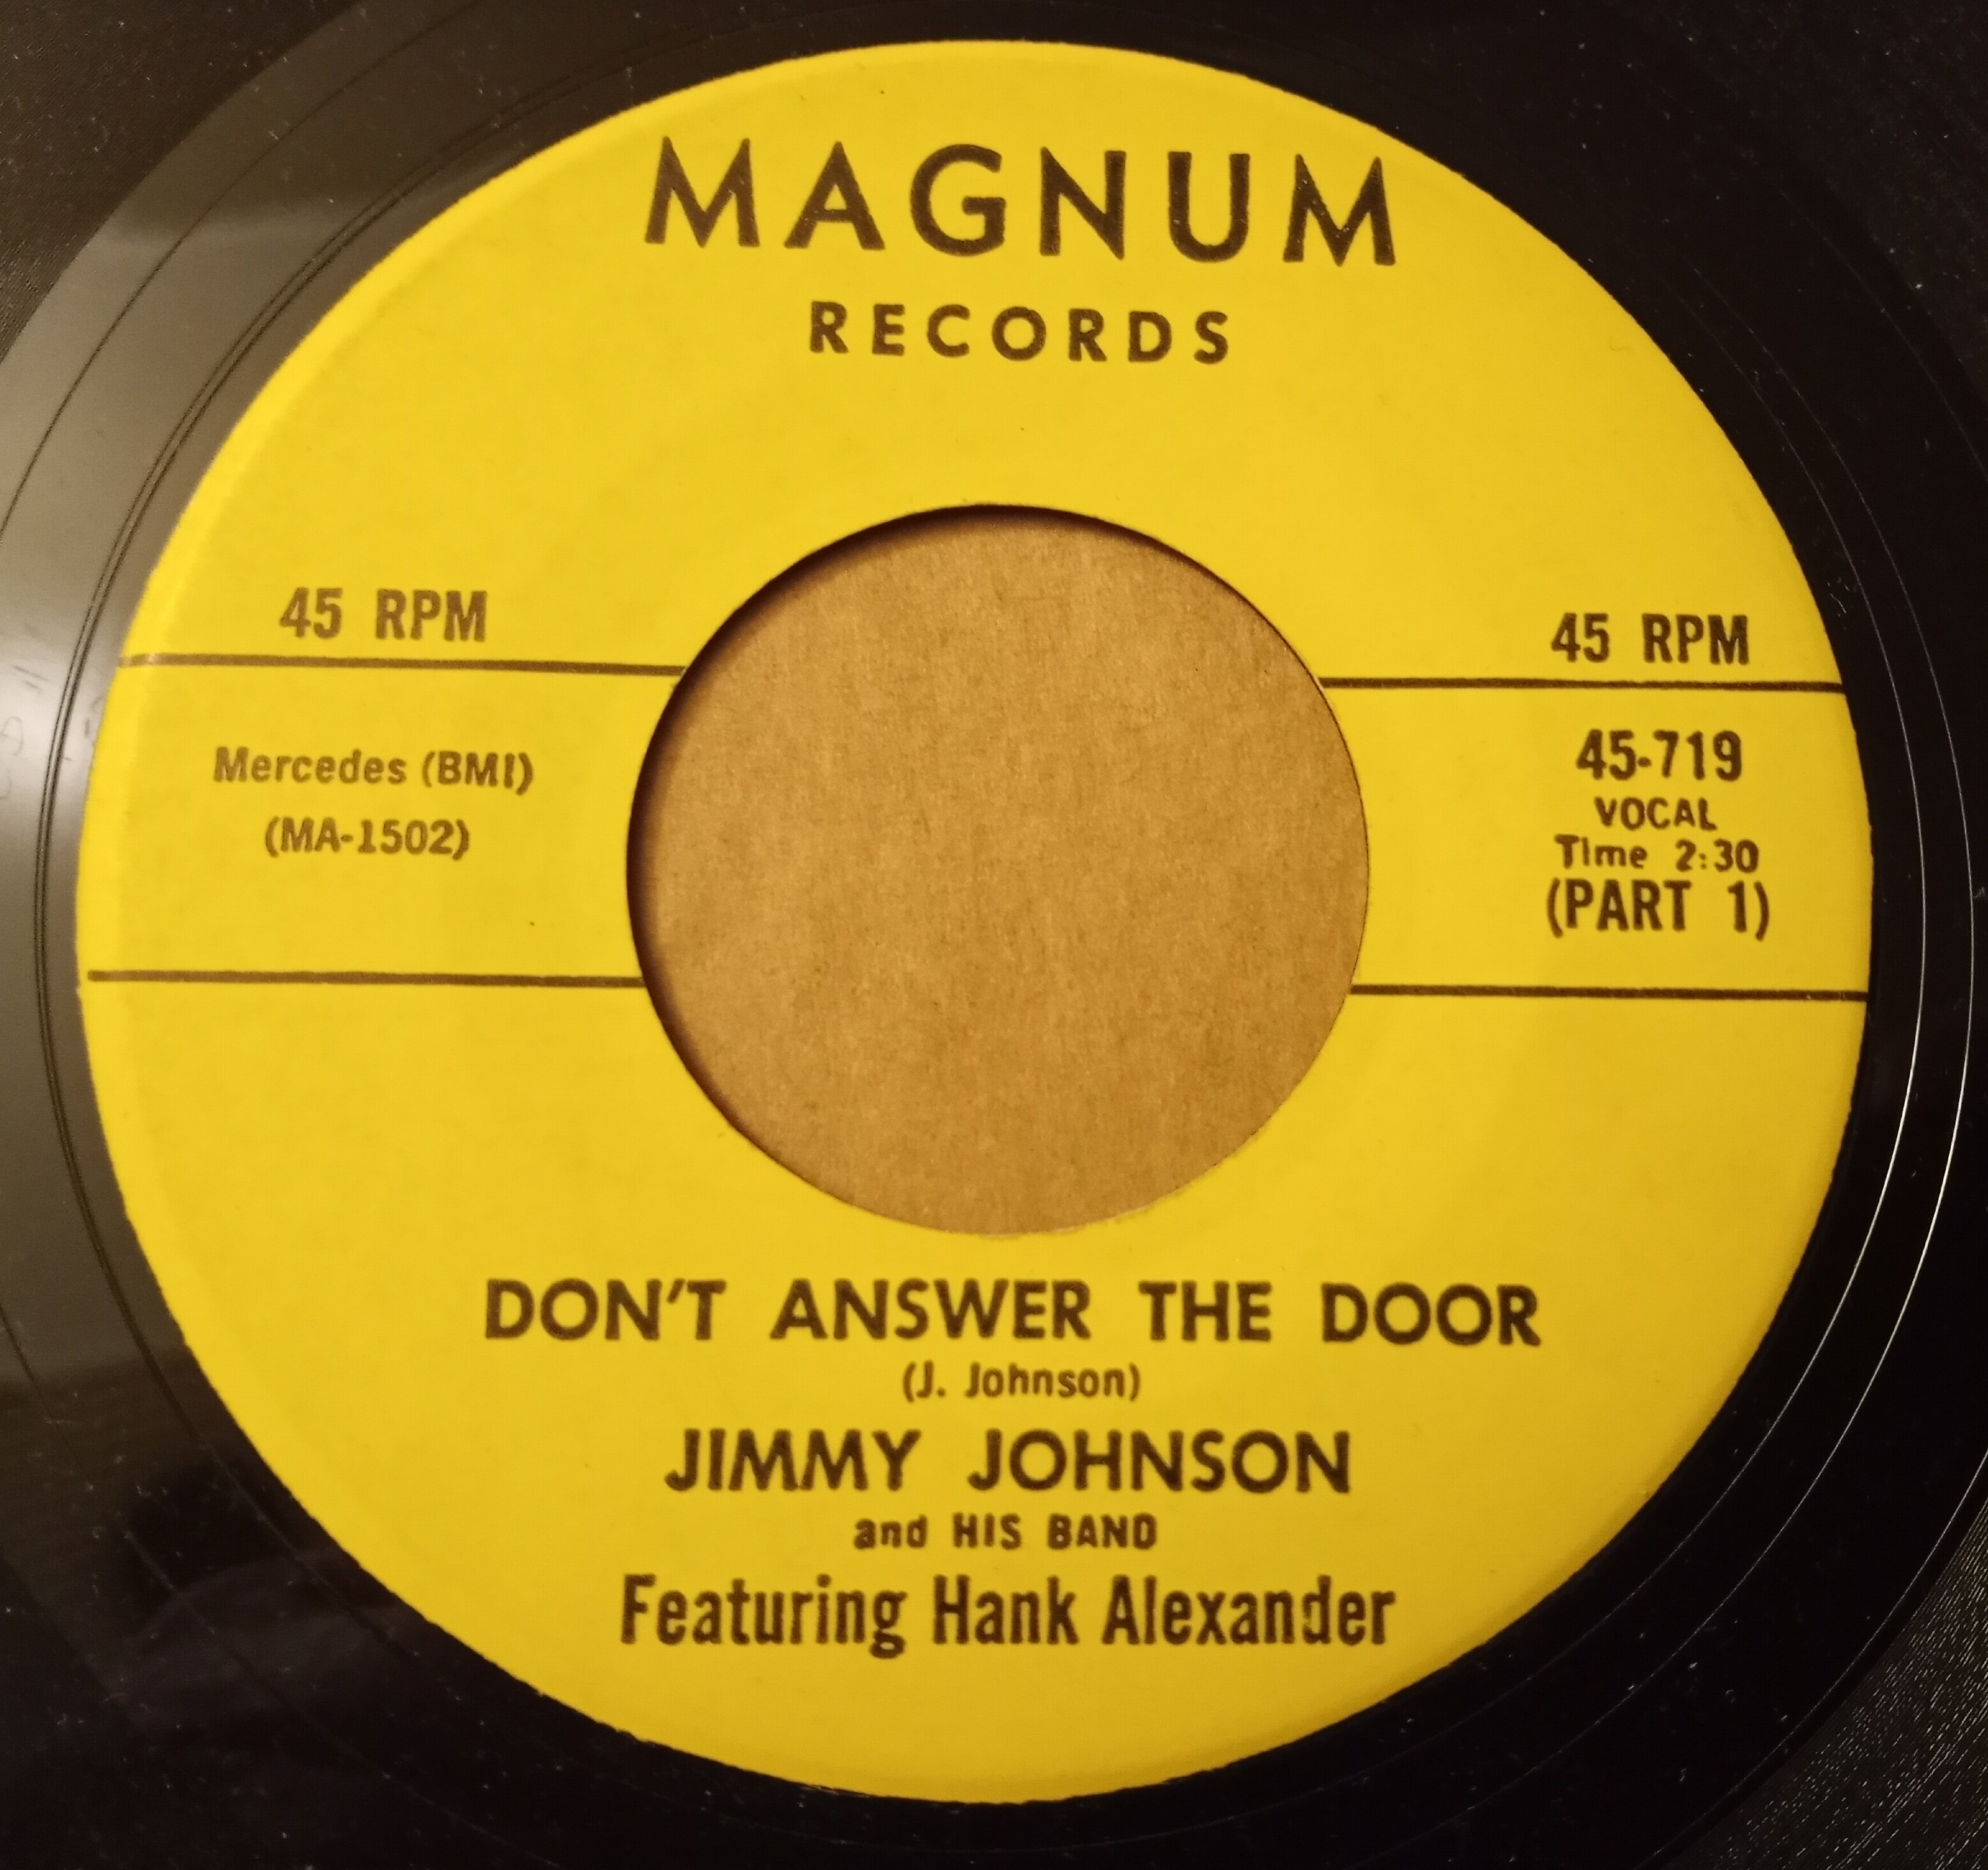 MAGNUM
RECORDS
45 RPM
Mercedes (BMI)
(MA-1502)
45 RPM
45-719
VOCAL
Time 2:30
(PART 1)
DON'T ANSWER THE DOOR
(J. Johnson)
JIMMY JOHNSON
and HIS BAND
Featuring Hank Alexander